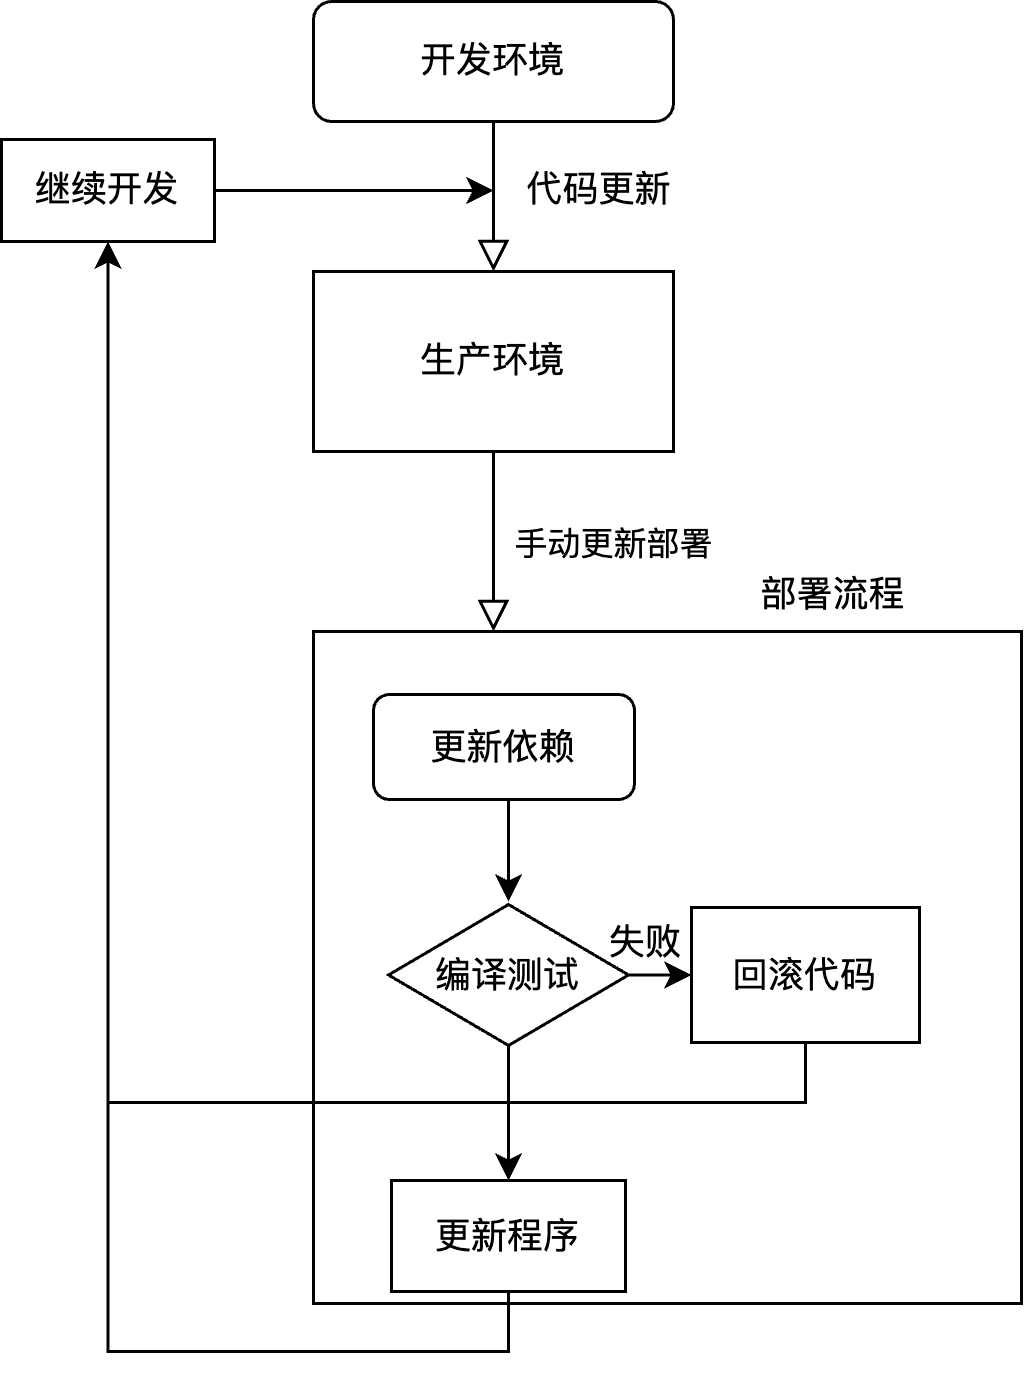 开发环境
继续开发
代码更新
生产环境
手动更新部署
部署流程
更新依赖
失败
编译测试
回滚代码
更新程序